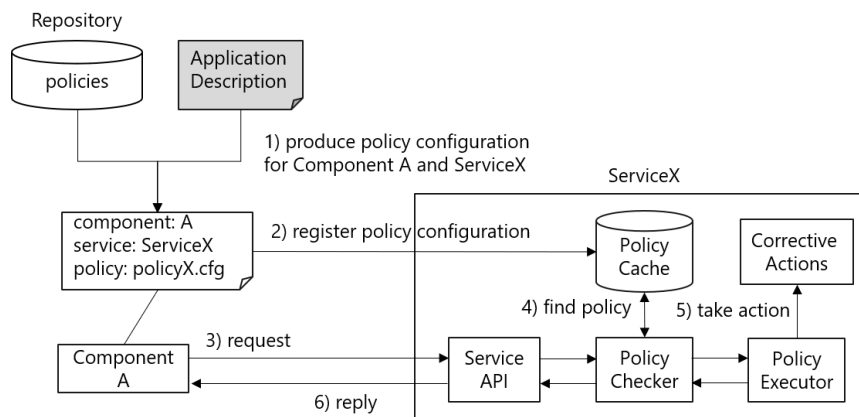 Repository
policies
Application
Description
1) produce policy configuration
for Component A and ServiceX
ServiceX
component: A
service: ServiceX
policy: policyX.cfg
2) register policy configuration
Policy
Cache
Corrective
Actions
4) find policy
5) take action
3) request
Component
A
Service
API
Policy
Checker
Policy
Executor
6) reply